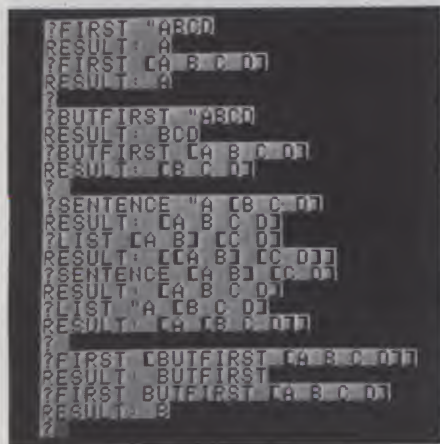 ?FIRST "ABCD
RESULT: A
?FIRST [A B C D]
RESULT: A
?
?BUTFIRST "ABCD
RESULT: BCD
?BUTFIRST [A B C D]
RESULT: [B C D]
?
?SENTENCE "A [B C D]
RESULT: [A B C D]
?LIST [A B] [C D]
RESULT: [[A B] [C D]]
?SENTENCE [A B] [C D]
RESULT: [A B C D]
?LIST "A [B C D]
RESULT: [A [B C D]]
?
?FIRST [BUTFIRST [A B C D]]
RESULT: BUTFIRST
?FIRST BUTFIRST [A B C D]
RESULT: B
?